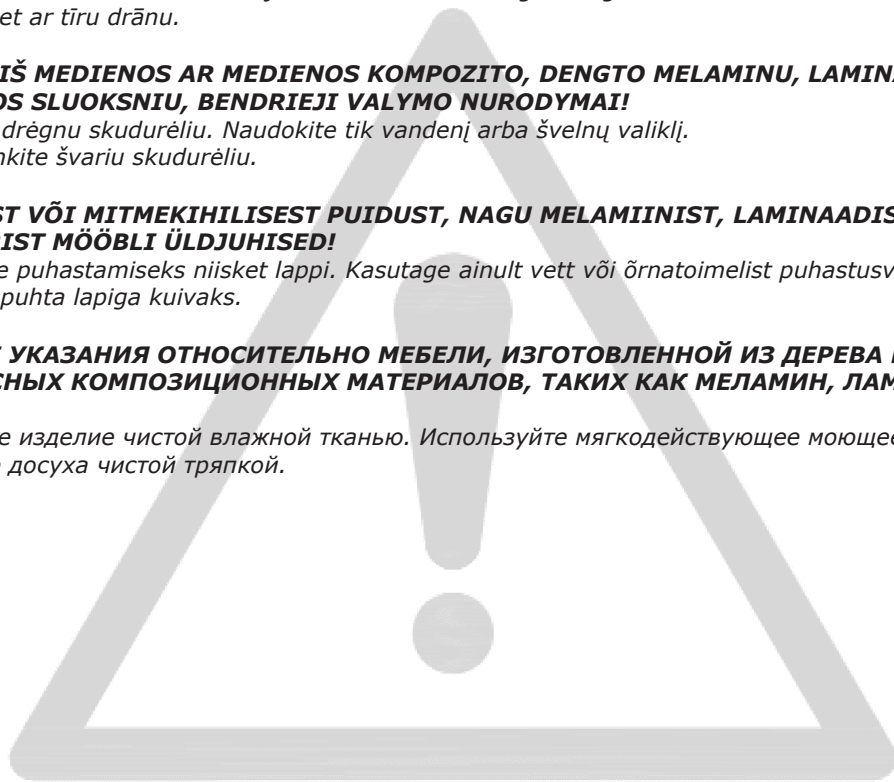 et ar tīru drānu.
IŠ MEDIENOS AR MEDIENOS KOMPOZITO, DENGTO MELAMINU,
OS SLUOKSNIU, BENDRIEJI VALYMO NURODYMAI!
drėgnu skudurėliu. Naudokite tik vandenį arba švelnų valiklį.
nkite švariu skudurėliu.
ST VÕI MITMEKIHILISEST PUIDUST, NAGU MELAMIINIST, LAMINAADIS
IST MÖÖBLI ÜLDJUHISED!
e puhastamiseks niisket lappi. Kasutage ainult vett või õrnatoimelist puhastusv
puhta lapiga kuivaks.
УКАЗАНИЯ ОТНОСИТЕЛЬНО МЕБЕЛИ, ИЗГОТОВЛЕННОЙ ИЗ ДЕРЕВА
СНЫХ КОМПОЗИЦИОННЫХ МАТЕРИАЛОВ, ТАКИХ КАК МЕЛАМИН, ЛАМ
е изделие чистой влажной тканью. Используйте мягкодействующее моющее
досуха чистой тряпкой.